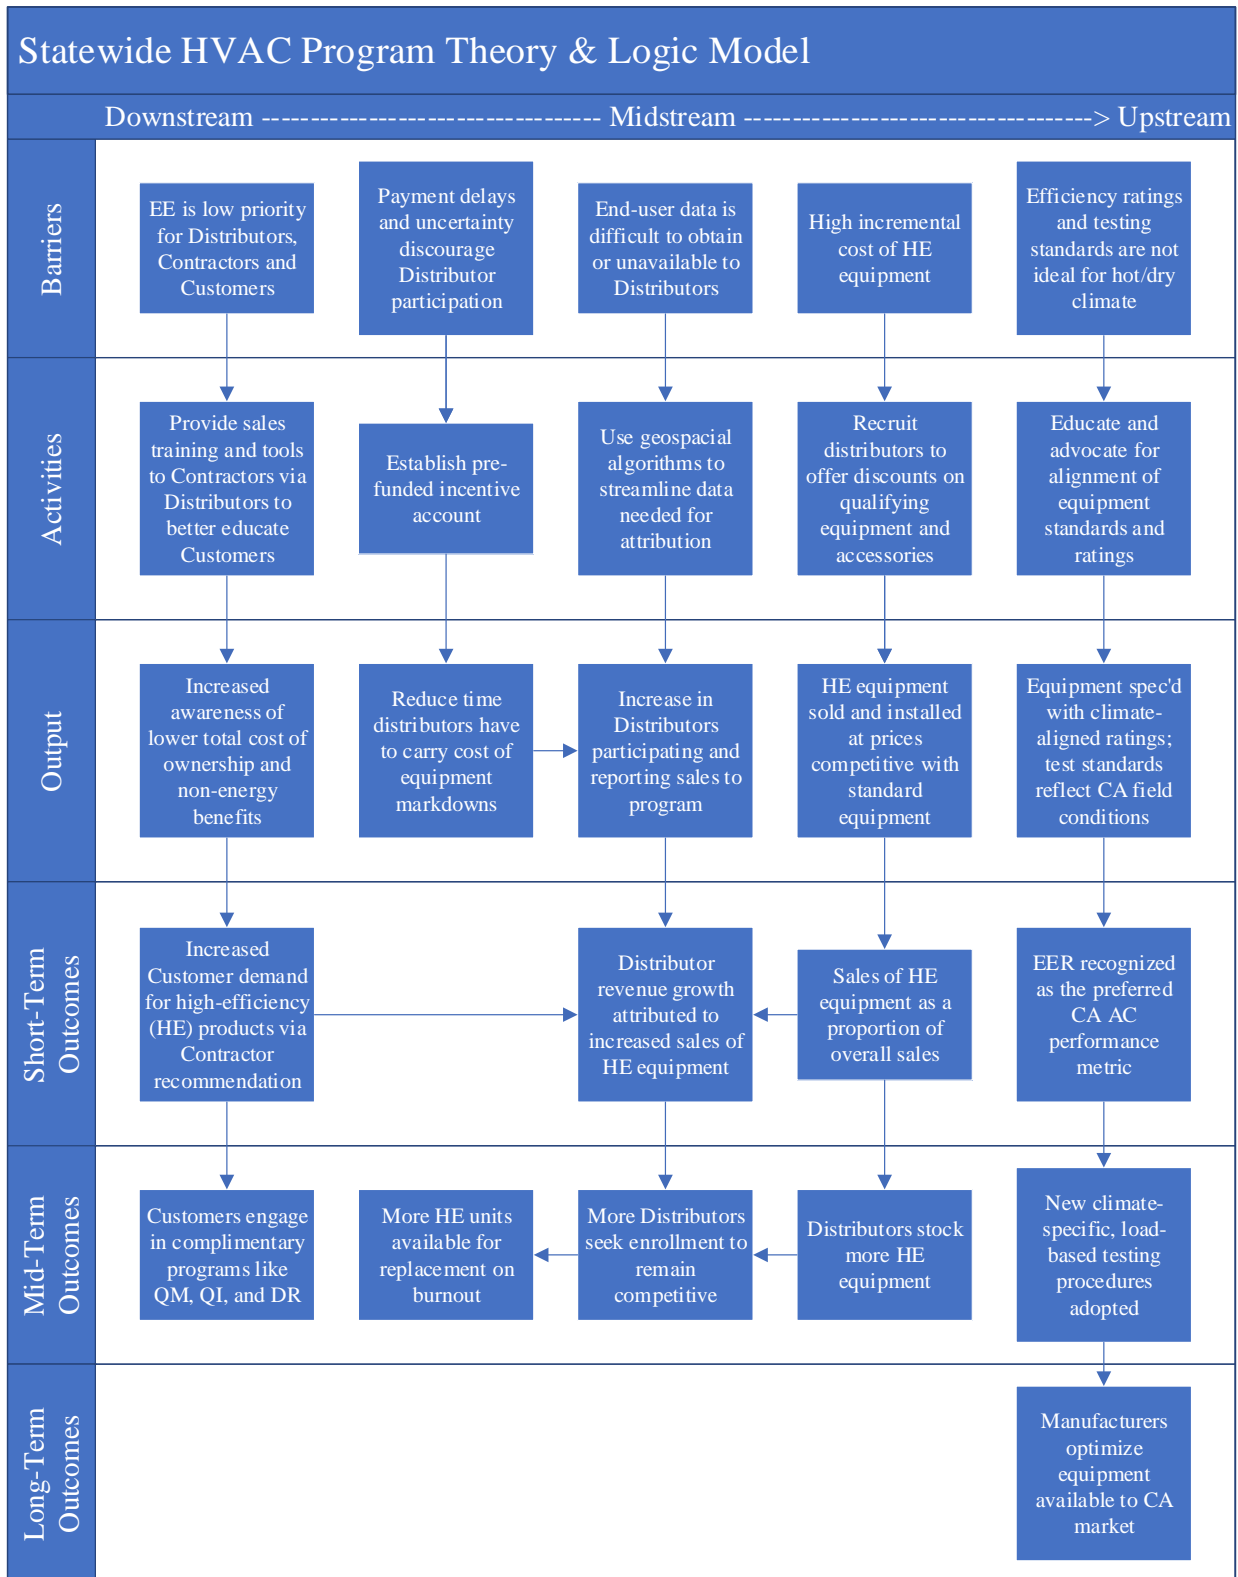 Statewide HVAC Program Theory & Logic Model
Downstream ---------------------------------- Midstream -----------------------------------> Upstream
Barriers
EE is low priority
for Distributors,
Contractors and
Customers
Payment delays
and uncertainty
discourage
Distributor
participation
End-user data is
difficult to obtain
or unavailable to
Distributors
High incremental
cost of HE
equipment
Efficiency ratings
and testing
standards are not
ideal for hot/dry
climate
Activities
Provide sales
training and tools
to Contractors via
Distributors to
better educate
Customers
Establish pre-
funded incentive
account
Use geospacial
algorithms to
streamline data
needed for
attribution
Recruit
distributors to
offer discounts on
qualifying
equipment and
accessories
Educate and
advocate for
alignment of
equipment
standards and
ratings
Output
Increased
awareness of
lower total cost of
ownership and
non-energy
benefits
Reduce time
distributors have
to carry cost of
equipment
markdowns
Increase in
Distributors
participating and
reporting sales to
program
HE equipment
sold and installed
at prices
competitive with
standard
equipment
Equipment spec'd
with climate-
aligned ratings;
test standards
reflect CA field
conditions
Short-Term
Outcomes
Increased
Customer demand
for high-efficiency
(HE) products via
Contractor
recommendation
Distributor
revenue growth
attributed to
increased sales of
HE equipment
Sales of HE
equipment as a
proportion of
overall sales
EER recognized
as the preferred
CA AC
performance
metric
Mid-Term
Outcomes
Customers engage
in complimentary
programs like
QM, QI, and DR
More HE units
available for
replacement on
burnout
More Distributors
seek enrollment to
remain
competitive
Distributors stock
more HE
equipment
New climate-
specific, load-
based testing
procedures
adopted
Long-Term
Outcomes
Manufacturers
optimize
equipment
available to CA
market